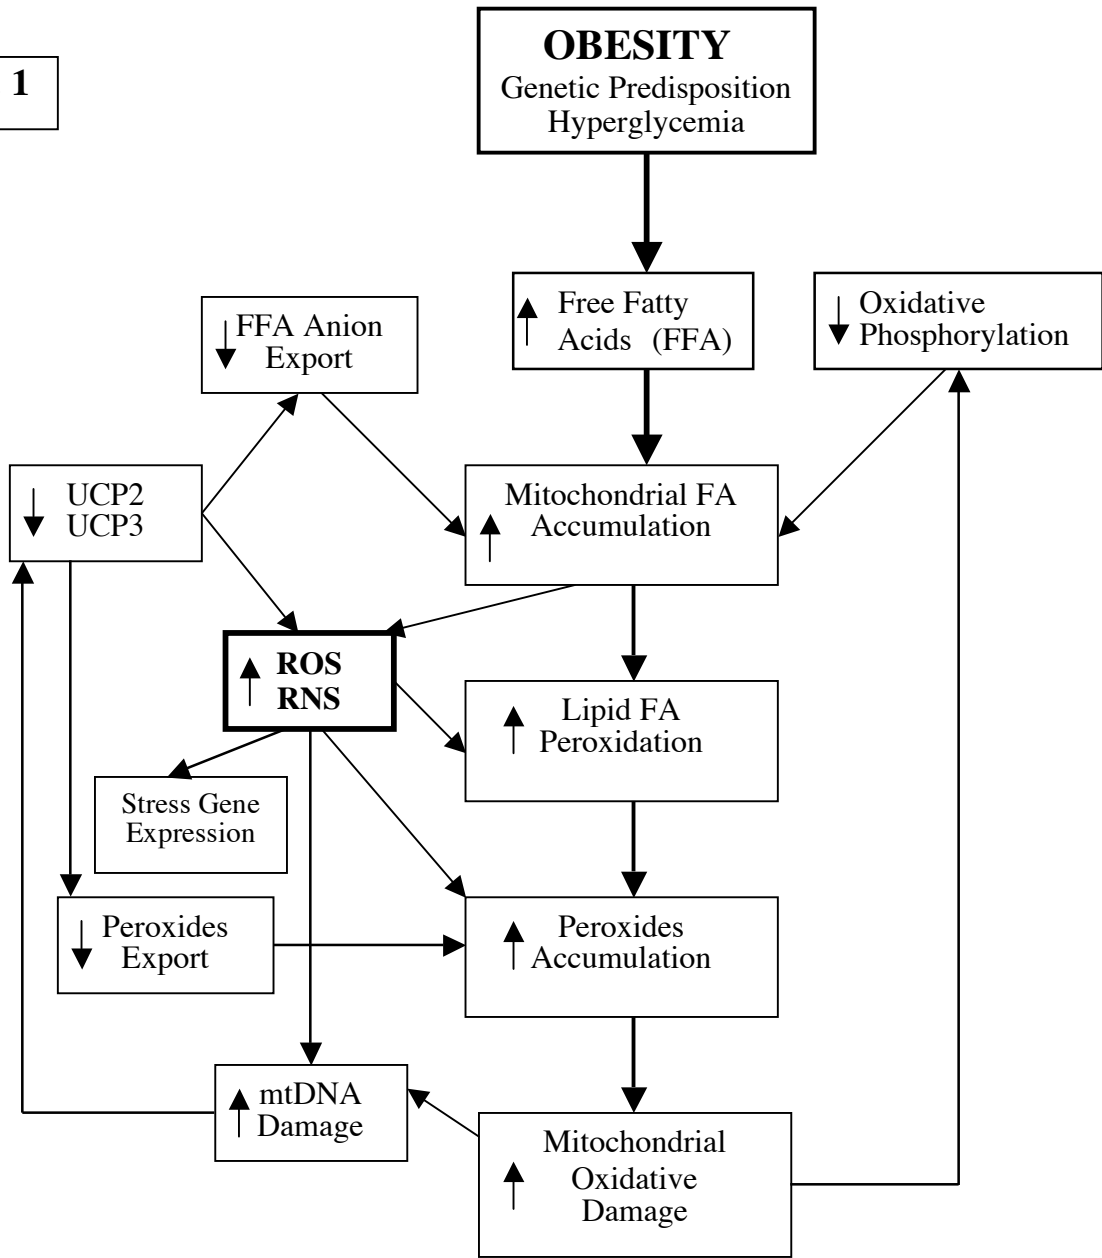 1
OBESITY
Genetic Predisposition
Hyperglycemia
Free Fatty
Acids (FFA)
Oxidative
Phosphorylation
FFA Anion
Export
UCP2
UCP3
Mitochondrial FA
Accumulation
ROS
RNS
Lipid FA
Peroxidation
Stress Gene
Expression
Peroxides
Export
Peroxides
Accumulation
mtDNA
Damage
Mitochondrial
Oxidative
Damage